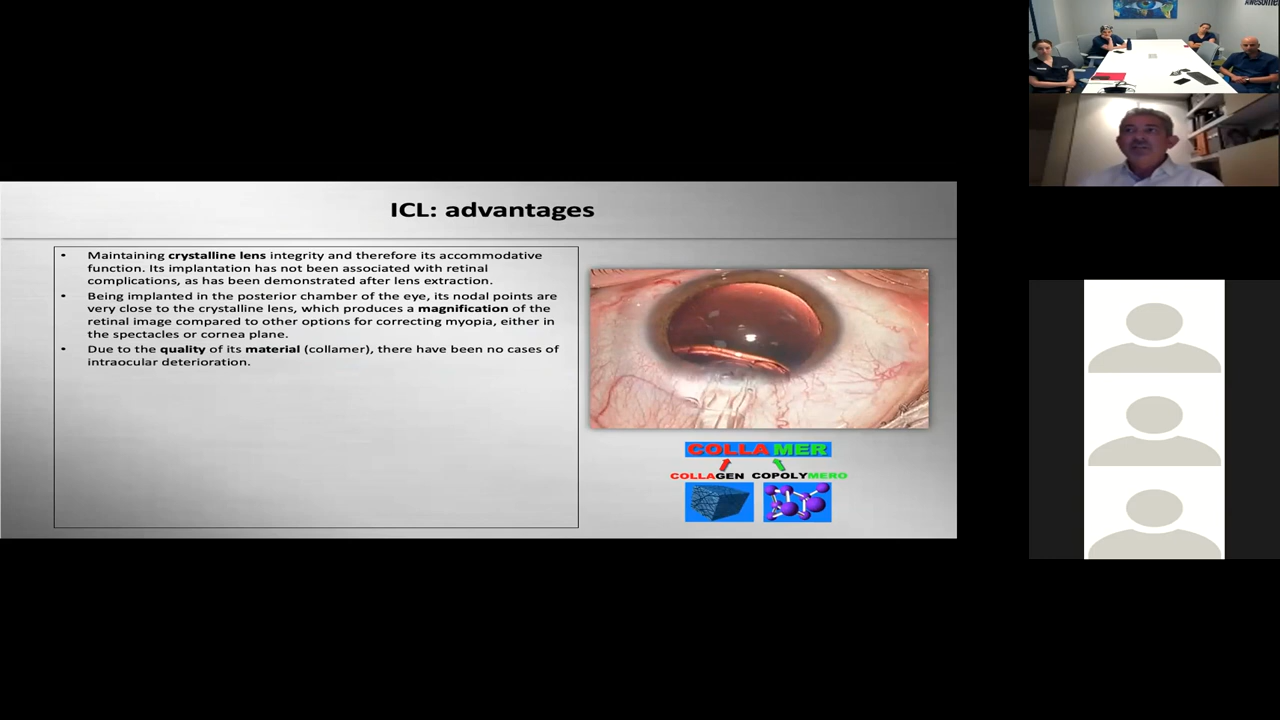 AWesome
ICL: advantages
• Maintaining crystalline lens integrity and therefore its accommodative
function. Its implantation has not been associated with retinal
complications, as has been demonstrated after lens extraction.
• Being implanted in the posterior chamber of the eye, its nodal points are
very close to the crystalline lens, which produces a magnification of the
retinal image compared to other options for correcting myopia, either in
the spectacles or cornea plane.
• Due to the quality of its material (collamer), there have been no cases of
intraocular deterioration.
COLLAMER
COLLAGEN COPOLYMERO